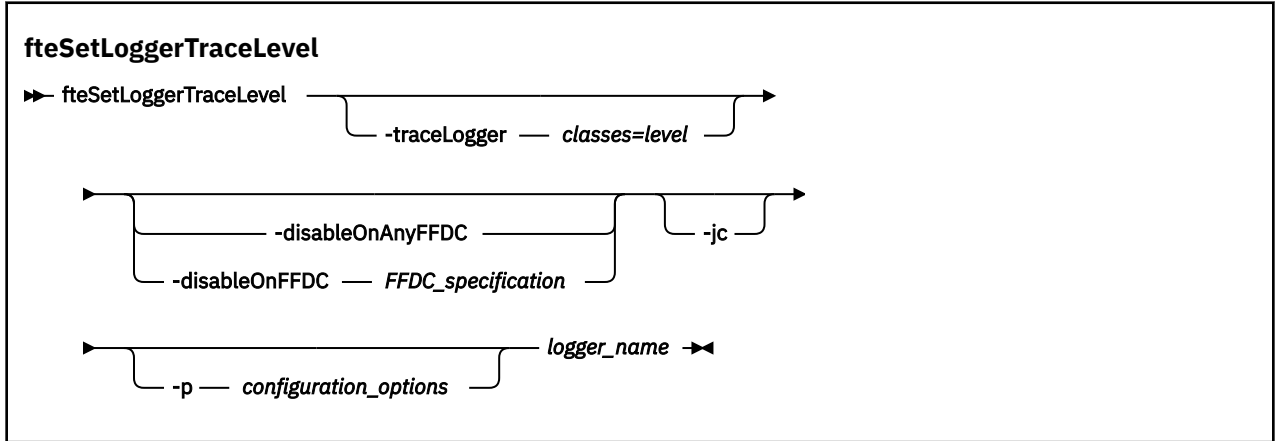 fteSetLoggerTraceLevel
fteSetLoggerTraceLevel
-traceLogger classes=level
-disableOnAnyFFDC
-jc
-disableOnFFDC FFDC_specification
logger_name
-p configuration_options